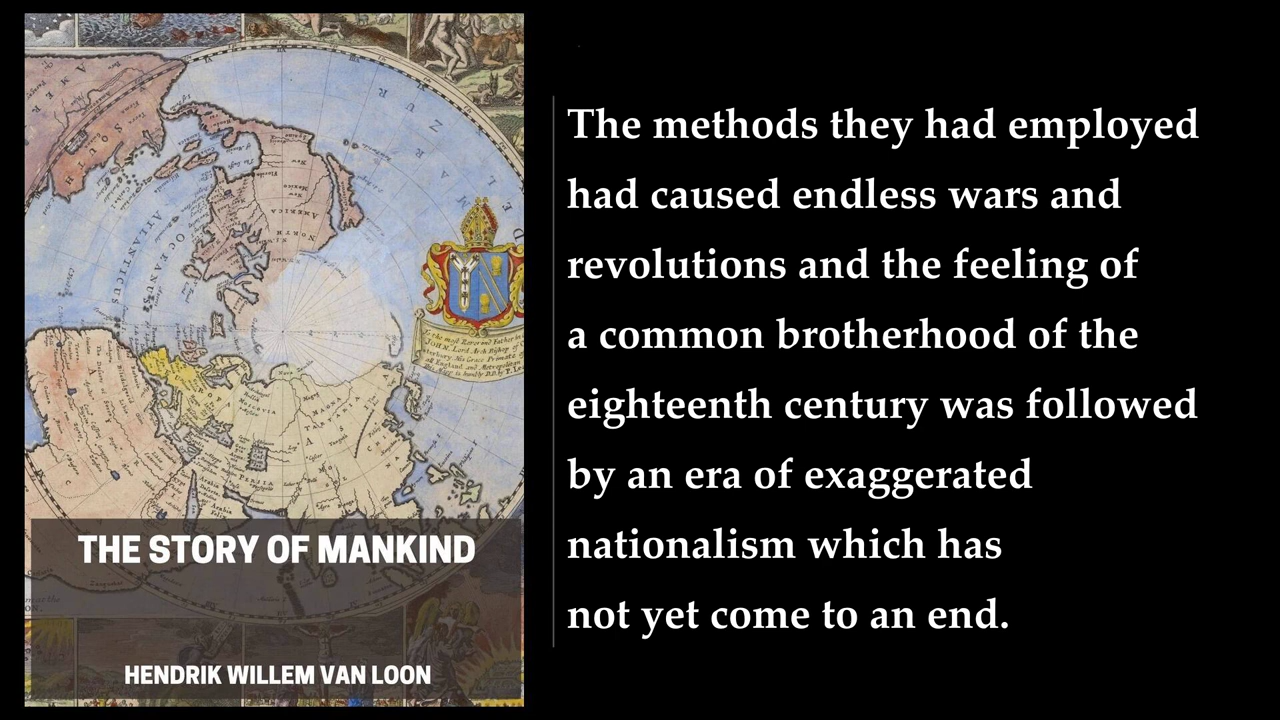 THE STORY OF MANKIND
HENDRIK WILLEM VAN LOON
The methods they had employed
had caused endless wars and
revolutions and the feeling of
a common brotherhood of the
eighteenth century was followed
by an era of exaggerated
nationalism which has
not yet come to an end.